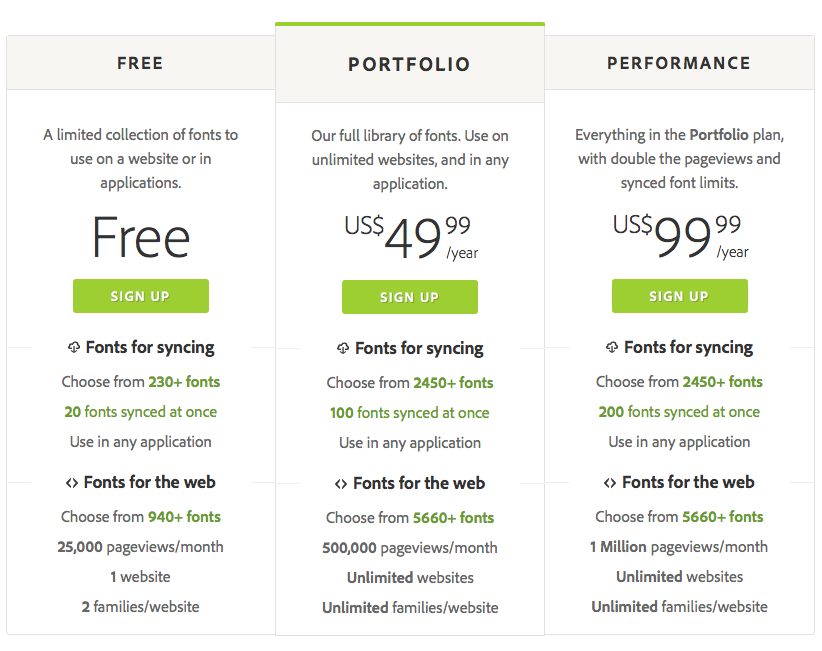 FREE
A limited collection of fonts to
use on a website or in
applications.
Free
SIGN UP
Fonts for syncing
Choose from 230+ fonts
20 fonts synced at once
Use in any application
Fonts for the web
Choose from 940+ fonts
25,000 pageviews/month
1 website
2 families/website
PORTFOLIO
Our full library of fonts. Use on
unlimited websites, and in any
application.
US$4999
/year
SIGN UP
Fonts for syncing
Choose from 2450+ fonts
100 fonts synced at once
Use in any application
Fonts for the web
Choose from 5660+ fonts
500,000 pageviews/month
Unlimited websites
Unlimited families/website
PERFORMANCE
Everything in the Portfolio plan,
with double the pageviews and
synced font limits.
US$9999
/year
SIGN UP
Fonts for syncing
Choose from 2450+ fonts
200 fonts synced at once
Use in any application
Fonts for the web
Choose from 5660+ fonts
1 Million pageviews/month
Unlimited websites
Unlimited families/website